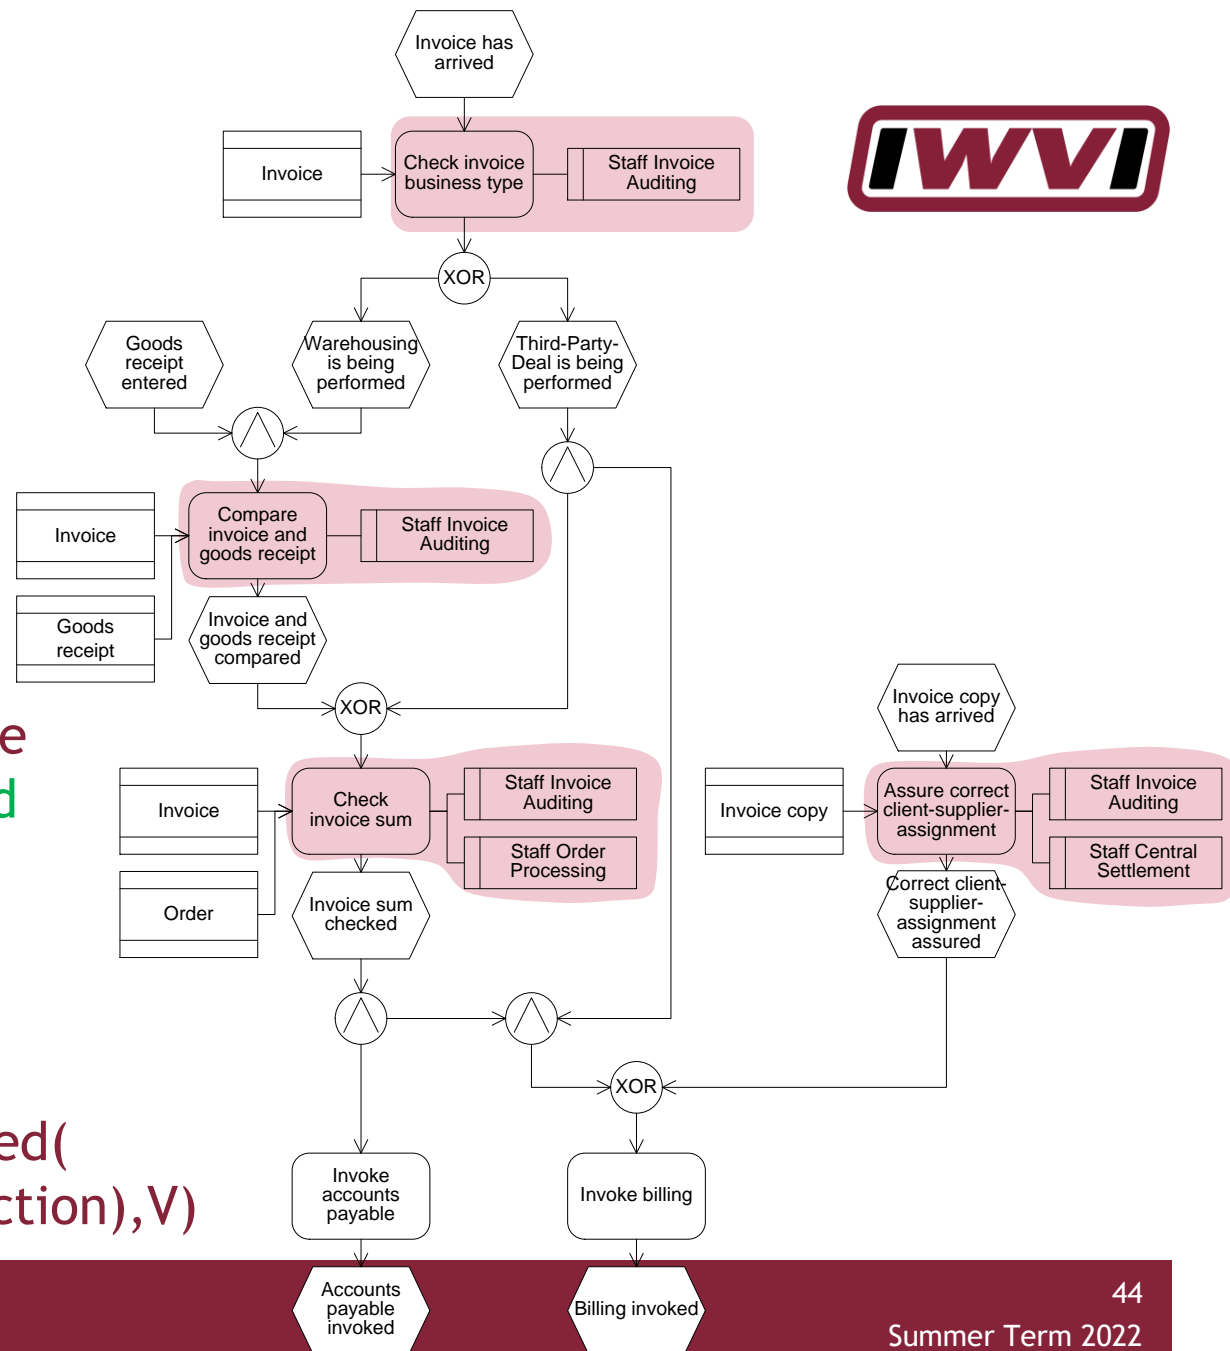 Invoice has
arrived
IWVI
Invoice
Check invoice
business type
Staff Invoice
Auditing
XOR
Goods
receipt
entered
Warehousing
is being
performed
Third-Party-
Deal is being
performed
Invoice
Compare
invoice and
goods receipt
Staff Invoice
Auditing
Goods
receipt
Invoice and
goods receipt
compared
XOR
Invoice copy
has arrived
e
d
Invoice
Check
invoice sum
Staff Invoice
Auditing
Staff Order
Processing
Invoice copy
Assure correct
client-supplier-
assignment
Staff Invoice
Auditing
Staff Central
Settlement
Order
Invoice sum
checked
Correct client-
supplier-
assignment
assured
XOR
ed(
ction),V)
Invoke
accounts
payable
Invoke billing
Accounts
payable
invoked
Billing invoked
44
Summer Term 2022